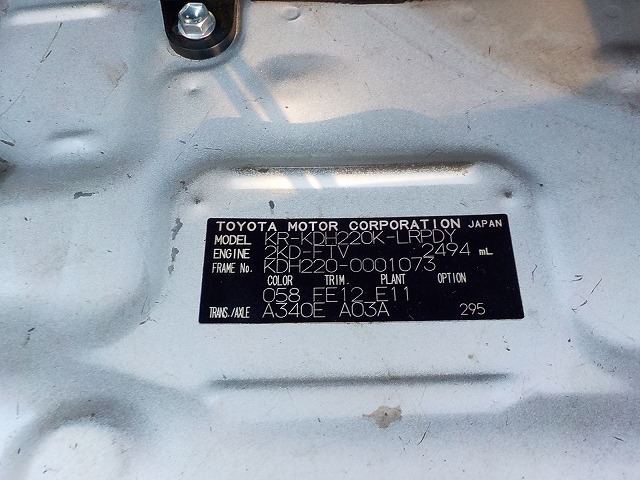 TOYOTA MOTOR CORPORATION JAPAN
MODEL KR-KDH220K-LRPDY
ENGINE 2KD-FTV 2494 mL
FRAME No. KDH220-0001073
COLOR TRIM. PLANT OPTION
058 FE12 E11
TRANS./AXLE A340E A03A 295